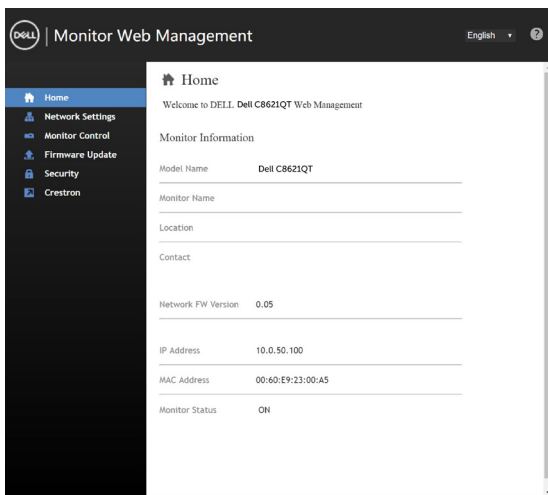 DELL | Monitor Web Management English ?
Home
Welcome to DELL Dell C8621QT Web Management
Home
Network Settings
Monitor Control
Firmware Update
Security
Crestron
Monitor Information
Model Name Dell C8621QT
Monitor Name
Location
Contact
Network FW Version 0.05
IP Address 10.0.50.100
MAC Address 00:60:E9:23:00:A5
Monitor Status ON